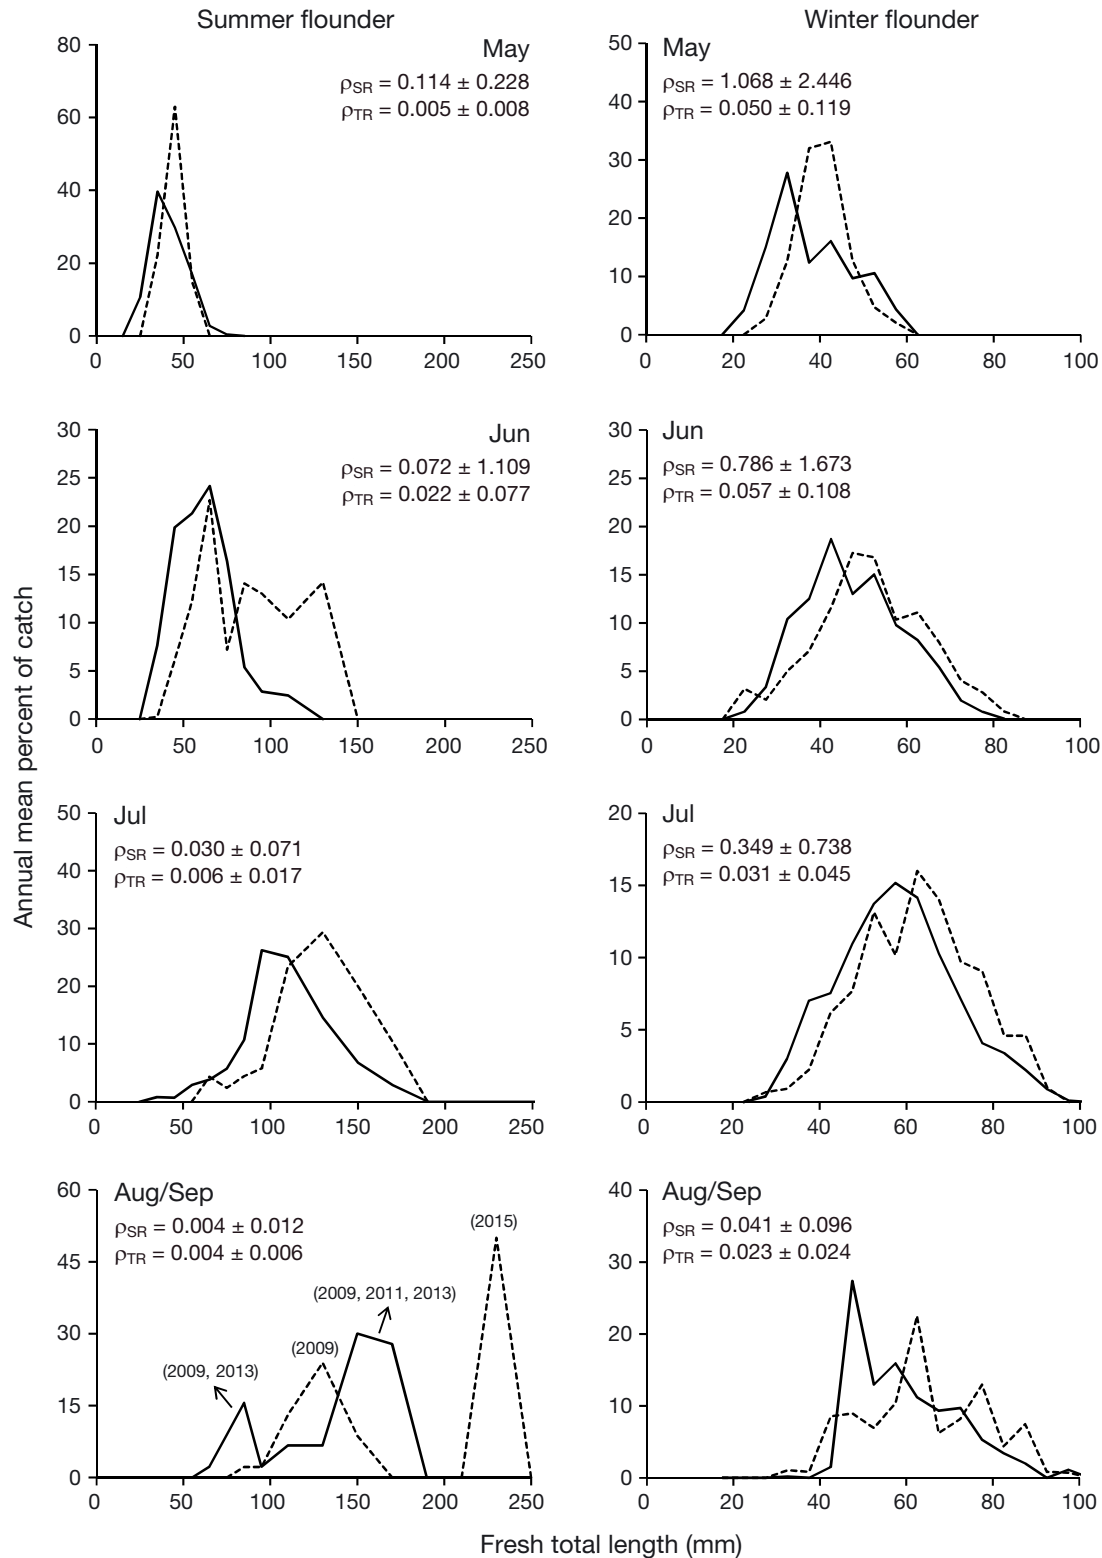 Summer flounder
Winter flounder
May
ρSR = 0.114 ± 0.228
ρTR = 0.005 ± 0.008
80
60
40
20
0
0 50 100 150 200 250
May
ρSR = 1.068 ± 2.446
ρTR = 0.050 ± 0.119
50
40
30
20
10
0
0 20 40 60 80 100
Jun
ρSR = 0.072 ± 1.109
ρTR = 0.022 ± 0.077
30
25
20
15
10
5
0
0 50 100 150 200 250
Jun
ρSR = 0.786 ± 1.673
ρTR = 0.057 ± 0.108
30
25
20
15
10
5
0
0 20 40 60 80 100
Annual mean percent of catch
Jul
ρSR = 0.030 ± 0.071
ρTR = 0.006 ± 0.017
50
40
30
20
10
0
0 50 100 150 200 250
Jul
ρSR = 0.349 ± 0.738
ρTR = 0.031 ± 0.045
20
15
10
5
0
0 20 40 60 80 100
Aug/Sep
ρSR = 0.004 ± 0.012
ρTR = 0.004 ± 0.006
(2015)
(2009, 2011, 2013)
(2009)
(2009, 2013)
60
45
30
15
0
0 50 100 150 200 250
Aug/Sep
ρSR = 0.041 ± 0.096
ρTR = 0.023 ± 0.024
40
30
20
10
0
0 20 40 60 80 100
Fresh total length (mm)